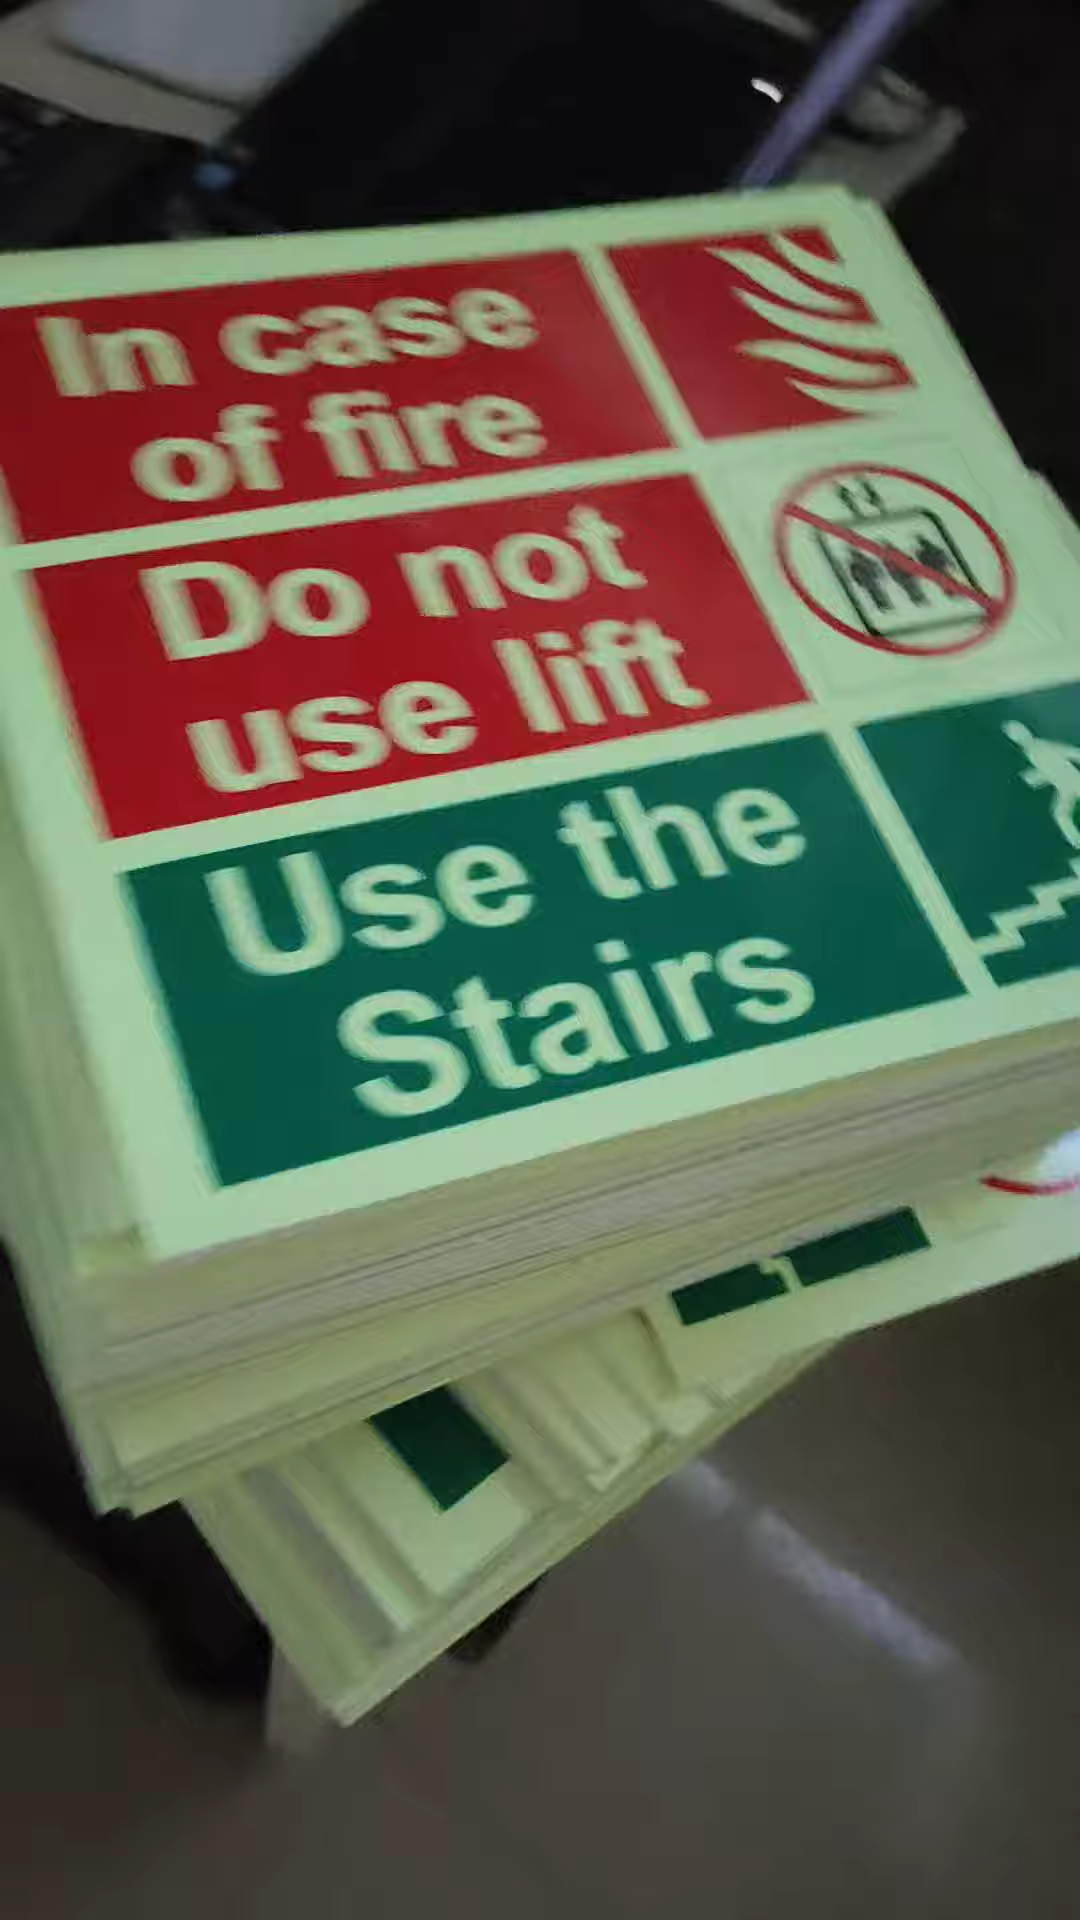 In case
of fire
Do not
use lift
Use the
Stairs